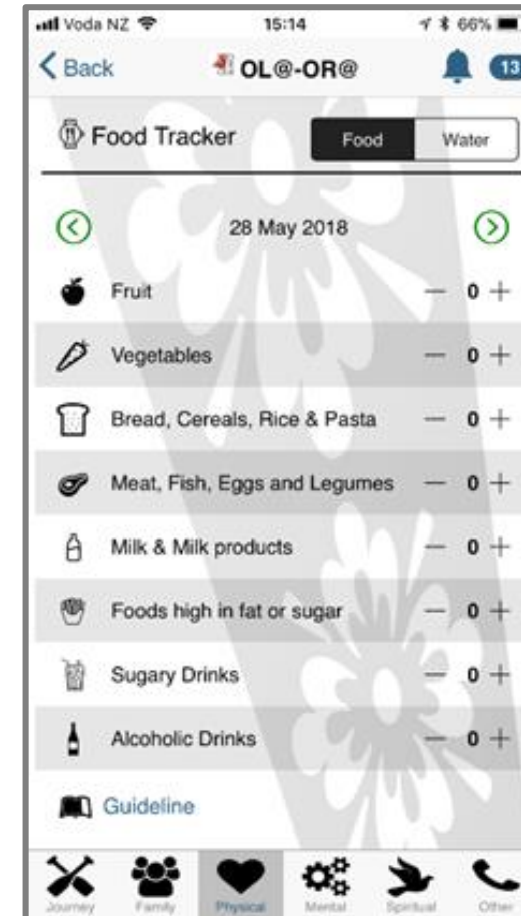 Voda NZ 15:14 66%
Back OL@-OR@ 13
Food Tracker Food Water
28 May 2018
Fruit — 0 +
Vegetables — 0 +
Bread, Cereals, Rice & Pasta — 0 +
Meat, Fish, Eggs and Legumes — 0 +
Milk & Milk products — 0 +
Foods high in fat or sugar — 0 +
Sugary Drinks — 0 +
Alcoholic Drinks — 0 +
Guideline
Journey Family Physical Mental Spiritual Other